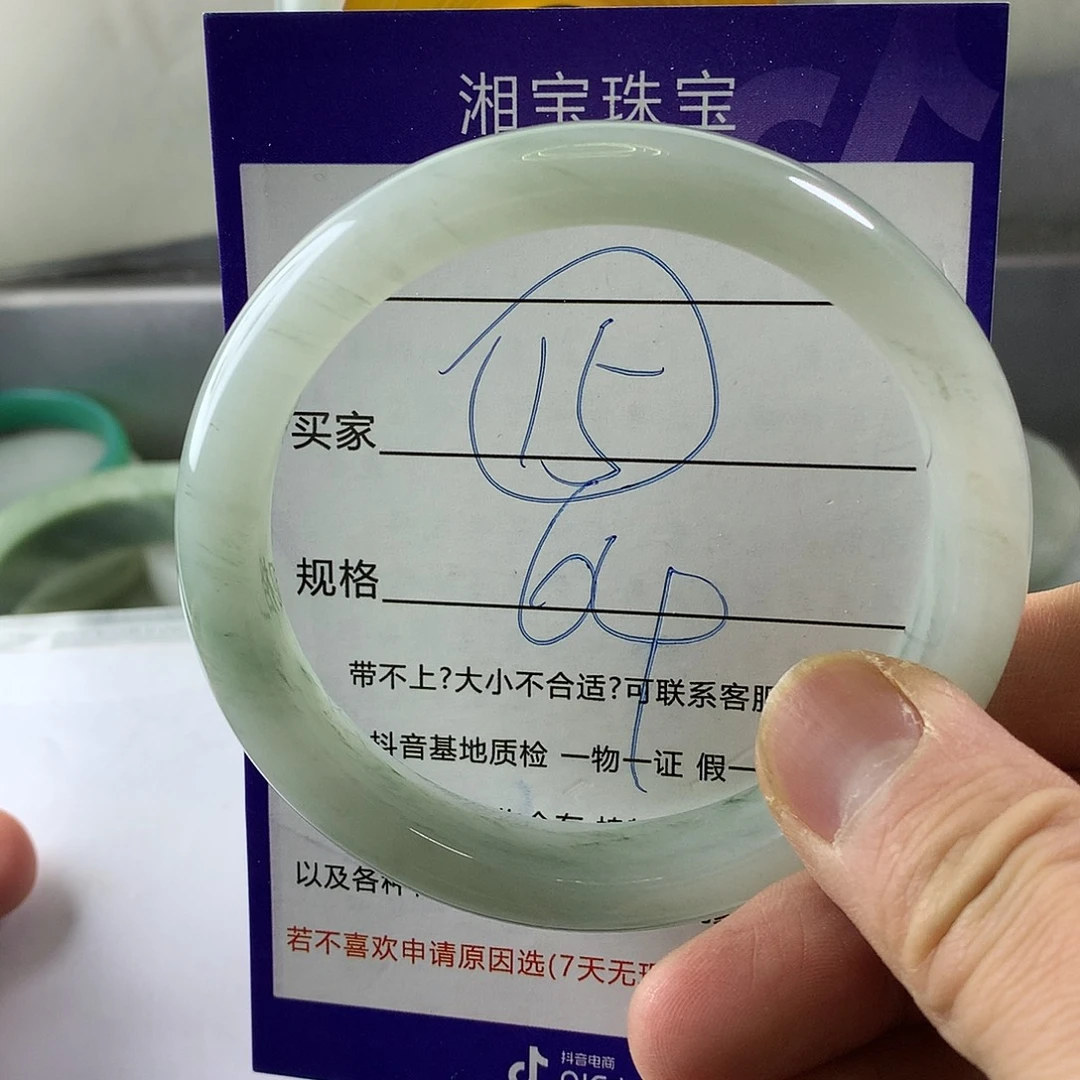 湘宝珠宝
买家
规格
64
带不上?大小不合适?可联系客服
抖音基地质检 一物一证 假一
以及各种
若不喜欢申请原因选(7天无理
抖音电商